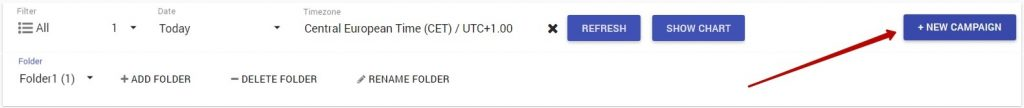 Filter Date Timezone
All 1 Today Central European Time (CET) / UTC+1.00 REFRESH SHOW CHART + NEW CAMPAIGN
Folder
Folder1 (1) + ADD FOLDER — DELETE FOLDER RENAME FOLDER